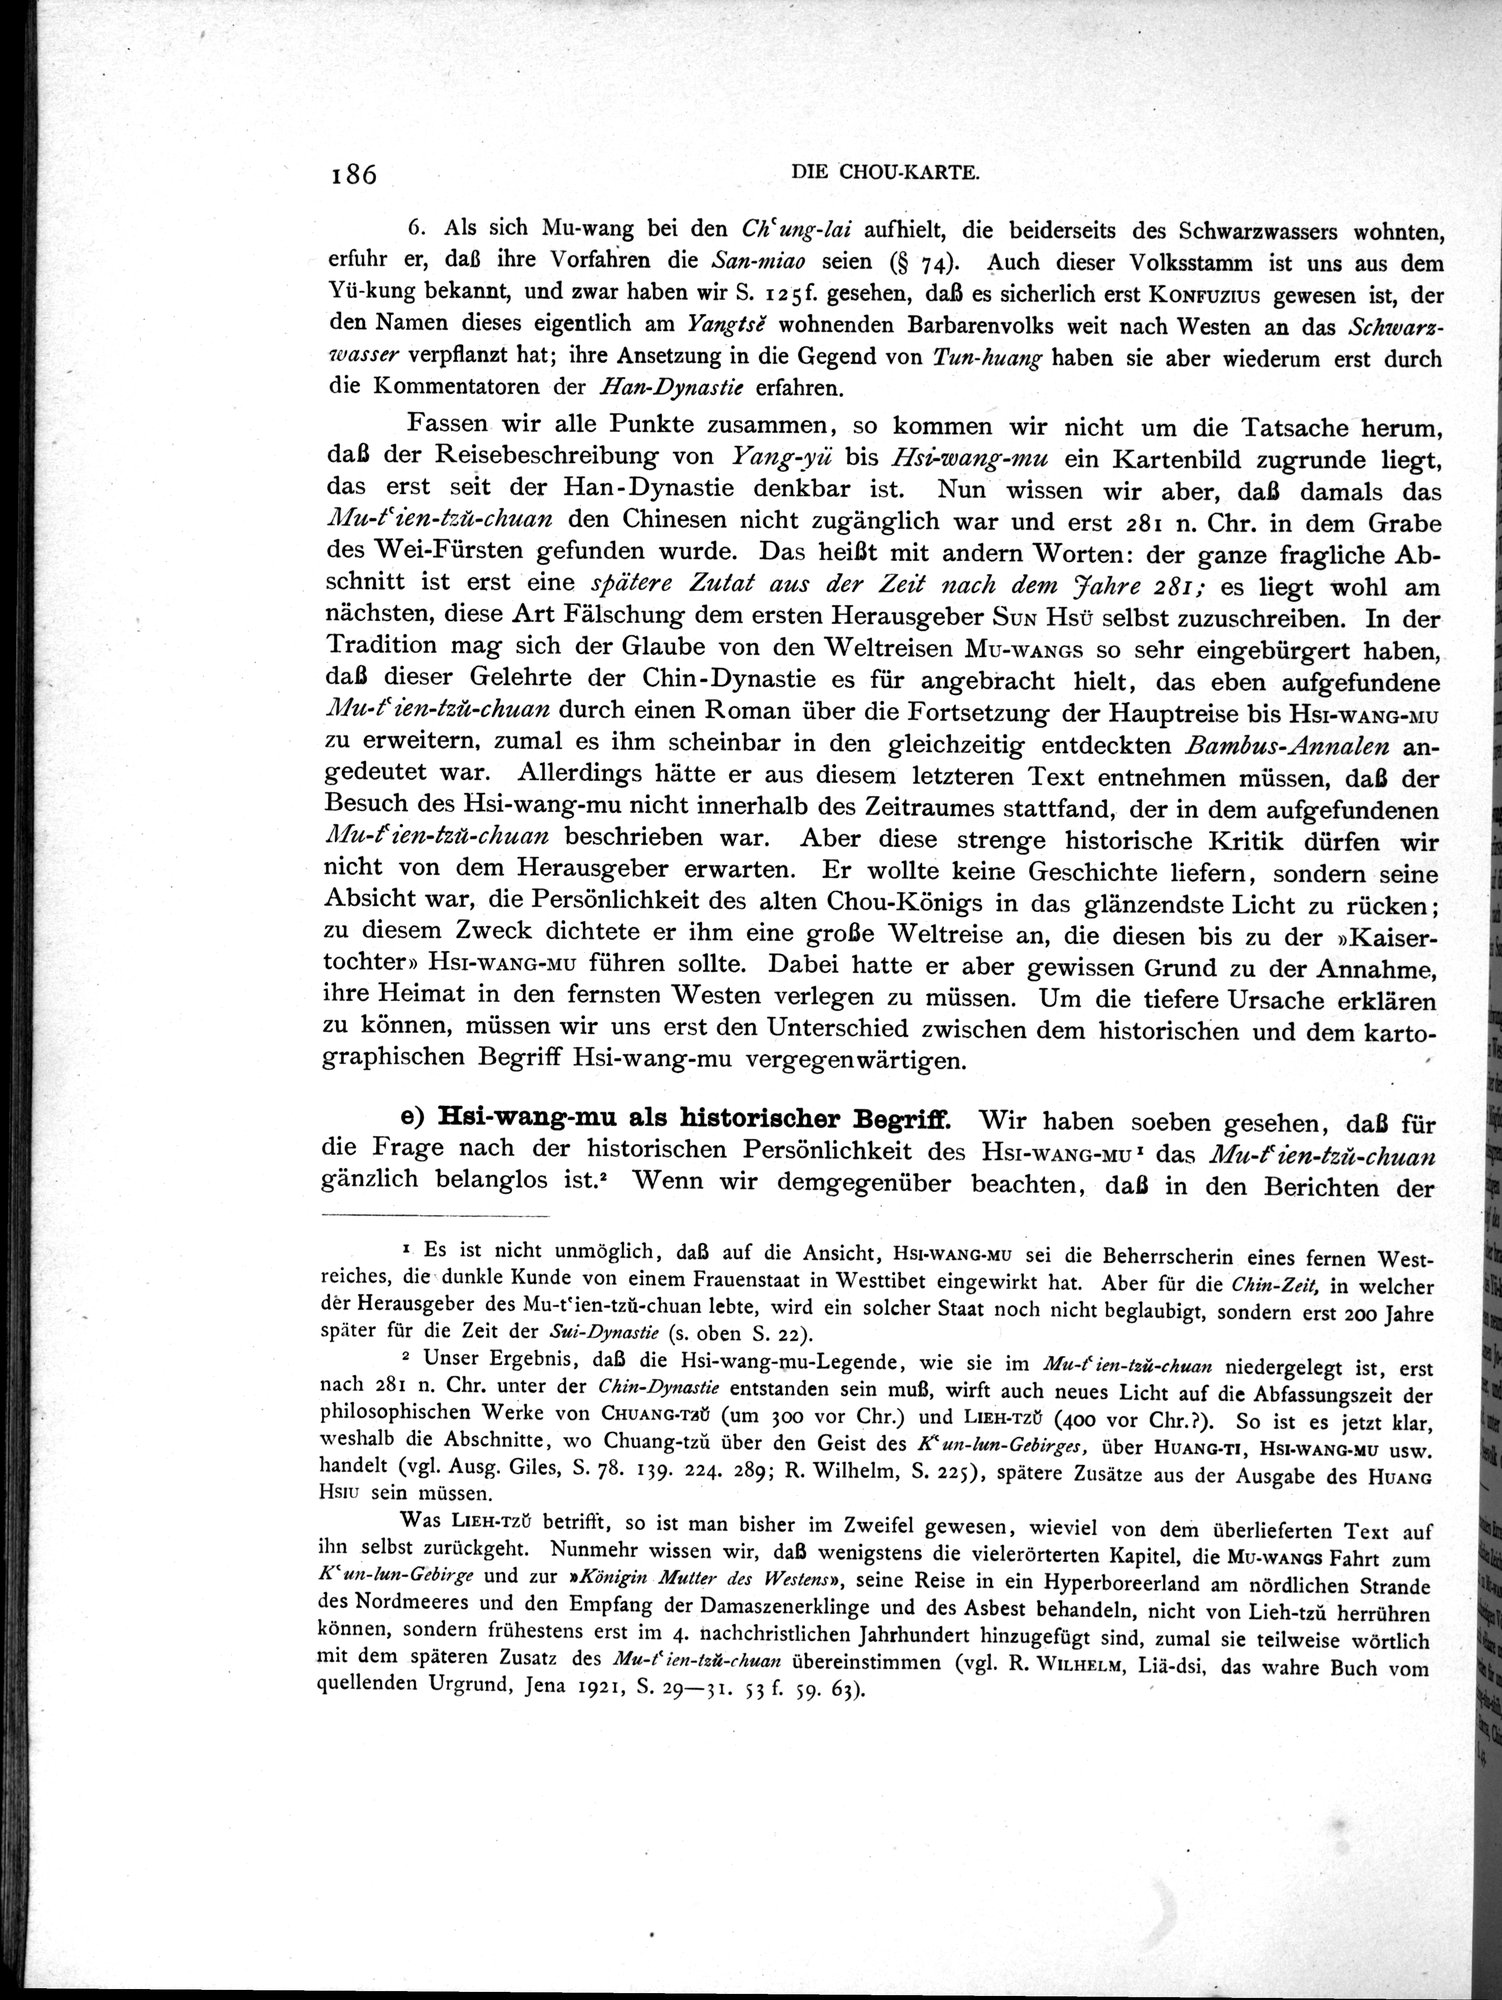 186
DIE CHOU-KARTE.
6. Als sich Mu-wang bei den Chʿung-lai aufhielt, die beiderseits des Schwarzwassers wohnten,
erfuhr er, daß ihre Vorfahren die San-miao seien (§ 74). Auch dieser Volksstamm ist uns aus dem
Yü-kung bekannt, und zwar haben wir S. 125f. gesehen, daß es sicherlich erst KONFUZIUS gewesen ist, der
den Namen dieses eigentlich am Yangtsĕ wohnenden Barbarenvolks weit nach Westen an das Schwarz-
wasser verpflanzt hat; ihre Ansetzung in die Gegend von Tun-huang haben sie aber wiederum erst durch
die Kommentatoren der Han-Dynastie erfahren.
Fassen wir alle Punkte zusammen, so kommen wir nicht um die Tatsache herum,
daß der Reisebeschreibung von Yang-yü bis Hsi-wang-mu ein Kartenbild zugrunde liegt,
das erst seit der Han-Dynastie denkbar ist. Nun wissen wir aber, daß damals das
Mu-tʿien-tzŭ-chuan den Chinesen nicht zugänglich war und erst 281 n. Chr. in dem Grabe
des Wei-Fürsten gefunden wurde. Das heißt mit andern Worten: der ganze fragliche Ab-
schnitt ist erst eine spätere Zutat aus der Zeit nach dem Jahre 281; es liegt wohl am
nächsten, diese Art Fälschung dem ersten Herausgeber SUN HSÜ selbst zuzuschreiben. In der
Tradition mag sich der Glaube von den Weltreisen MU-WANGS so sehr eingebürgert haben,
daß dieser Gelehrte der Chin-Dynastie es für angebracht hielt, das eben aufgefundene
Mu-tʿien-tzŭ-chuan durch einen Roman über die Fortsetzung der Hauptreise bis HSI-WANG-MU
zu erweitern, zumal es ihm scheinbar in den gleichzeitig entdeckten Bambus-Annalen an-
gedeutet war. Allerdings hätte er aus diesem letzteren Text entnehmen müssen, daß der
Besuch des Hsi-wang-mu nicht innerhalb des Zeitraumes stattfand, der in dem aufgefundenen
Mu-tʿien-tzŭ-chuan beschrieben war. Aber diese strenge historische Kritik dürfen wir
nicht von dem Herausgeber erwarten. Er wollte keine Geschichte liefern, sondern seine
Absicht war, die Persönlichkeit des alten Chou-Königs in das glänzendste Licht zu rücken;
zu diesem Zweck dichtete er ihm eine große Weltreise an, die diesen bis zu der »Kaiser-
tochter» HSI-WANG-MU führen sollte. Dabei hatte er aber gewissen Grund zu der Annahme,
ihre Heimat in den fernsten Westen verlegen zu müssen. Um die tiefere Ursache erklären
zu können, müssen wir uns erst den Unterschied zwischen dem historischen und dem karto-
graphischen Begriff Hsi-wang-mu vergegenwärtigen.
e) Hsi-wang-mu als historischer Begriff. Wir haben soeben gesehen, daß für
die Frage nach der historischen Persönlichkeit des HSI-WANG-MU¹ das Mu-tʿien-tzŭ-chuan
gänzlich belanglos ist.² Wenn wir demgegenüber beachten, daß in den Berichten der
¹ Es ist nicht unmöglich, daß auf die Ansicht, HSI-WANG-MU sei die Beherrscherin eines fernen West-
reiches, die dunkle Kunde von einem Frauenstaat in Westtibet eingewirkt hat. Aber für die Chin-Zeit, in welcher
der Herausgeber des Mu-tʿien-tzŭ-chuan lebte, wird ein solcher Staat noch nicht beglaubigt, sondern erst 200 Jahre
später für die Zeit der Sui-Dynastie (s. oben S. 22).
² Unser Ergebnis, daß die Hsi-wang-mu-Legende, wie sie im Mu-tʿien-tzŭ-chuan niedergelegt ist, erst
nach 281 n. Chr. unter der Chin-Dynastie entstanden sein muß, wirft auch neues Licht auf die Abfassungszeit der
philosophischen Werke von CHUANG-TZŬ (um 300 vor Chr.) und LIEH-TZŬ (400 vor Chr.?). So ist es jetzt klar,
weshalb die Abschnitte, wo Chuang-tzŭ über den Geist des Kʿun-lun-Gebirges, über HUANG-TI, HSI-WANG-MU usw.
handelt (vgl. Ausg. Giles, S. 78. 139. 224. 289; R. Wilhelm, S. 225), spätere Zusätze aus der Ausgabe des HUANG
HSIU sein müssen.
Was LIEH-TZŬ betrifft, so ist man bisher im Zweifel gewesen, wieviel von dem überlieferten Text auf
ihn selbst zurückgeht. Nunmehr wissen wir, daß wenigstens die vielerörterten Kapitel, die MU-WANGS Fahrt zum
Kʿun-lun-Gebirge und zur »Königin Mutter des Westens», seine Reise in ein Hyperboreerland am nördlichen Strande
des Nordmeeres und den Empfang der Damaszenerklinge und des Asbest behandeln, nicht von Lieh-tzŭ herrühren
können, sondern frühestens erst im 4. nachchristlichen Jahrhundert hinzugefügt sind, zumal sie teilweise wörtlich
mit dem späteren Zusatz des Mu-tʿien-tzŭ-chuan übereinstimmen (vgl. R. WILHELM, Liä-dsi, das wahre Buch vom
quellenden Urgrund, Jena 1921, S. 29—31. 53 f. 59. 63).